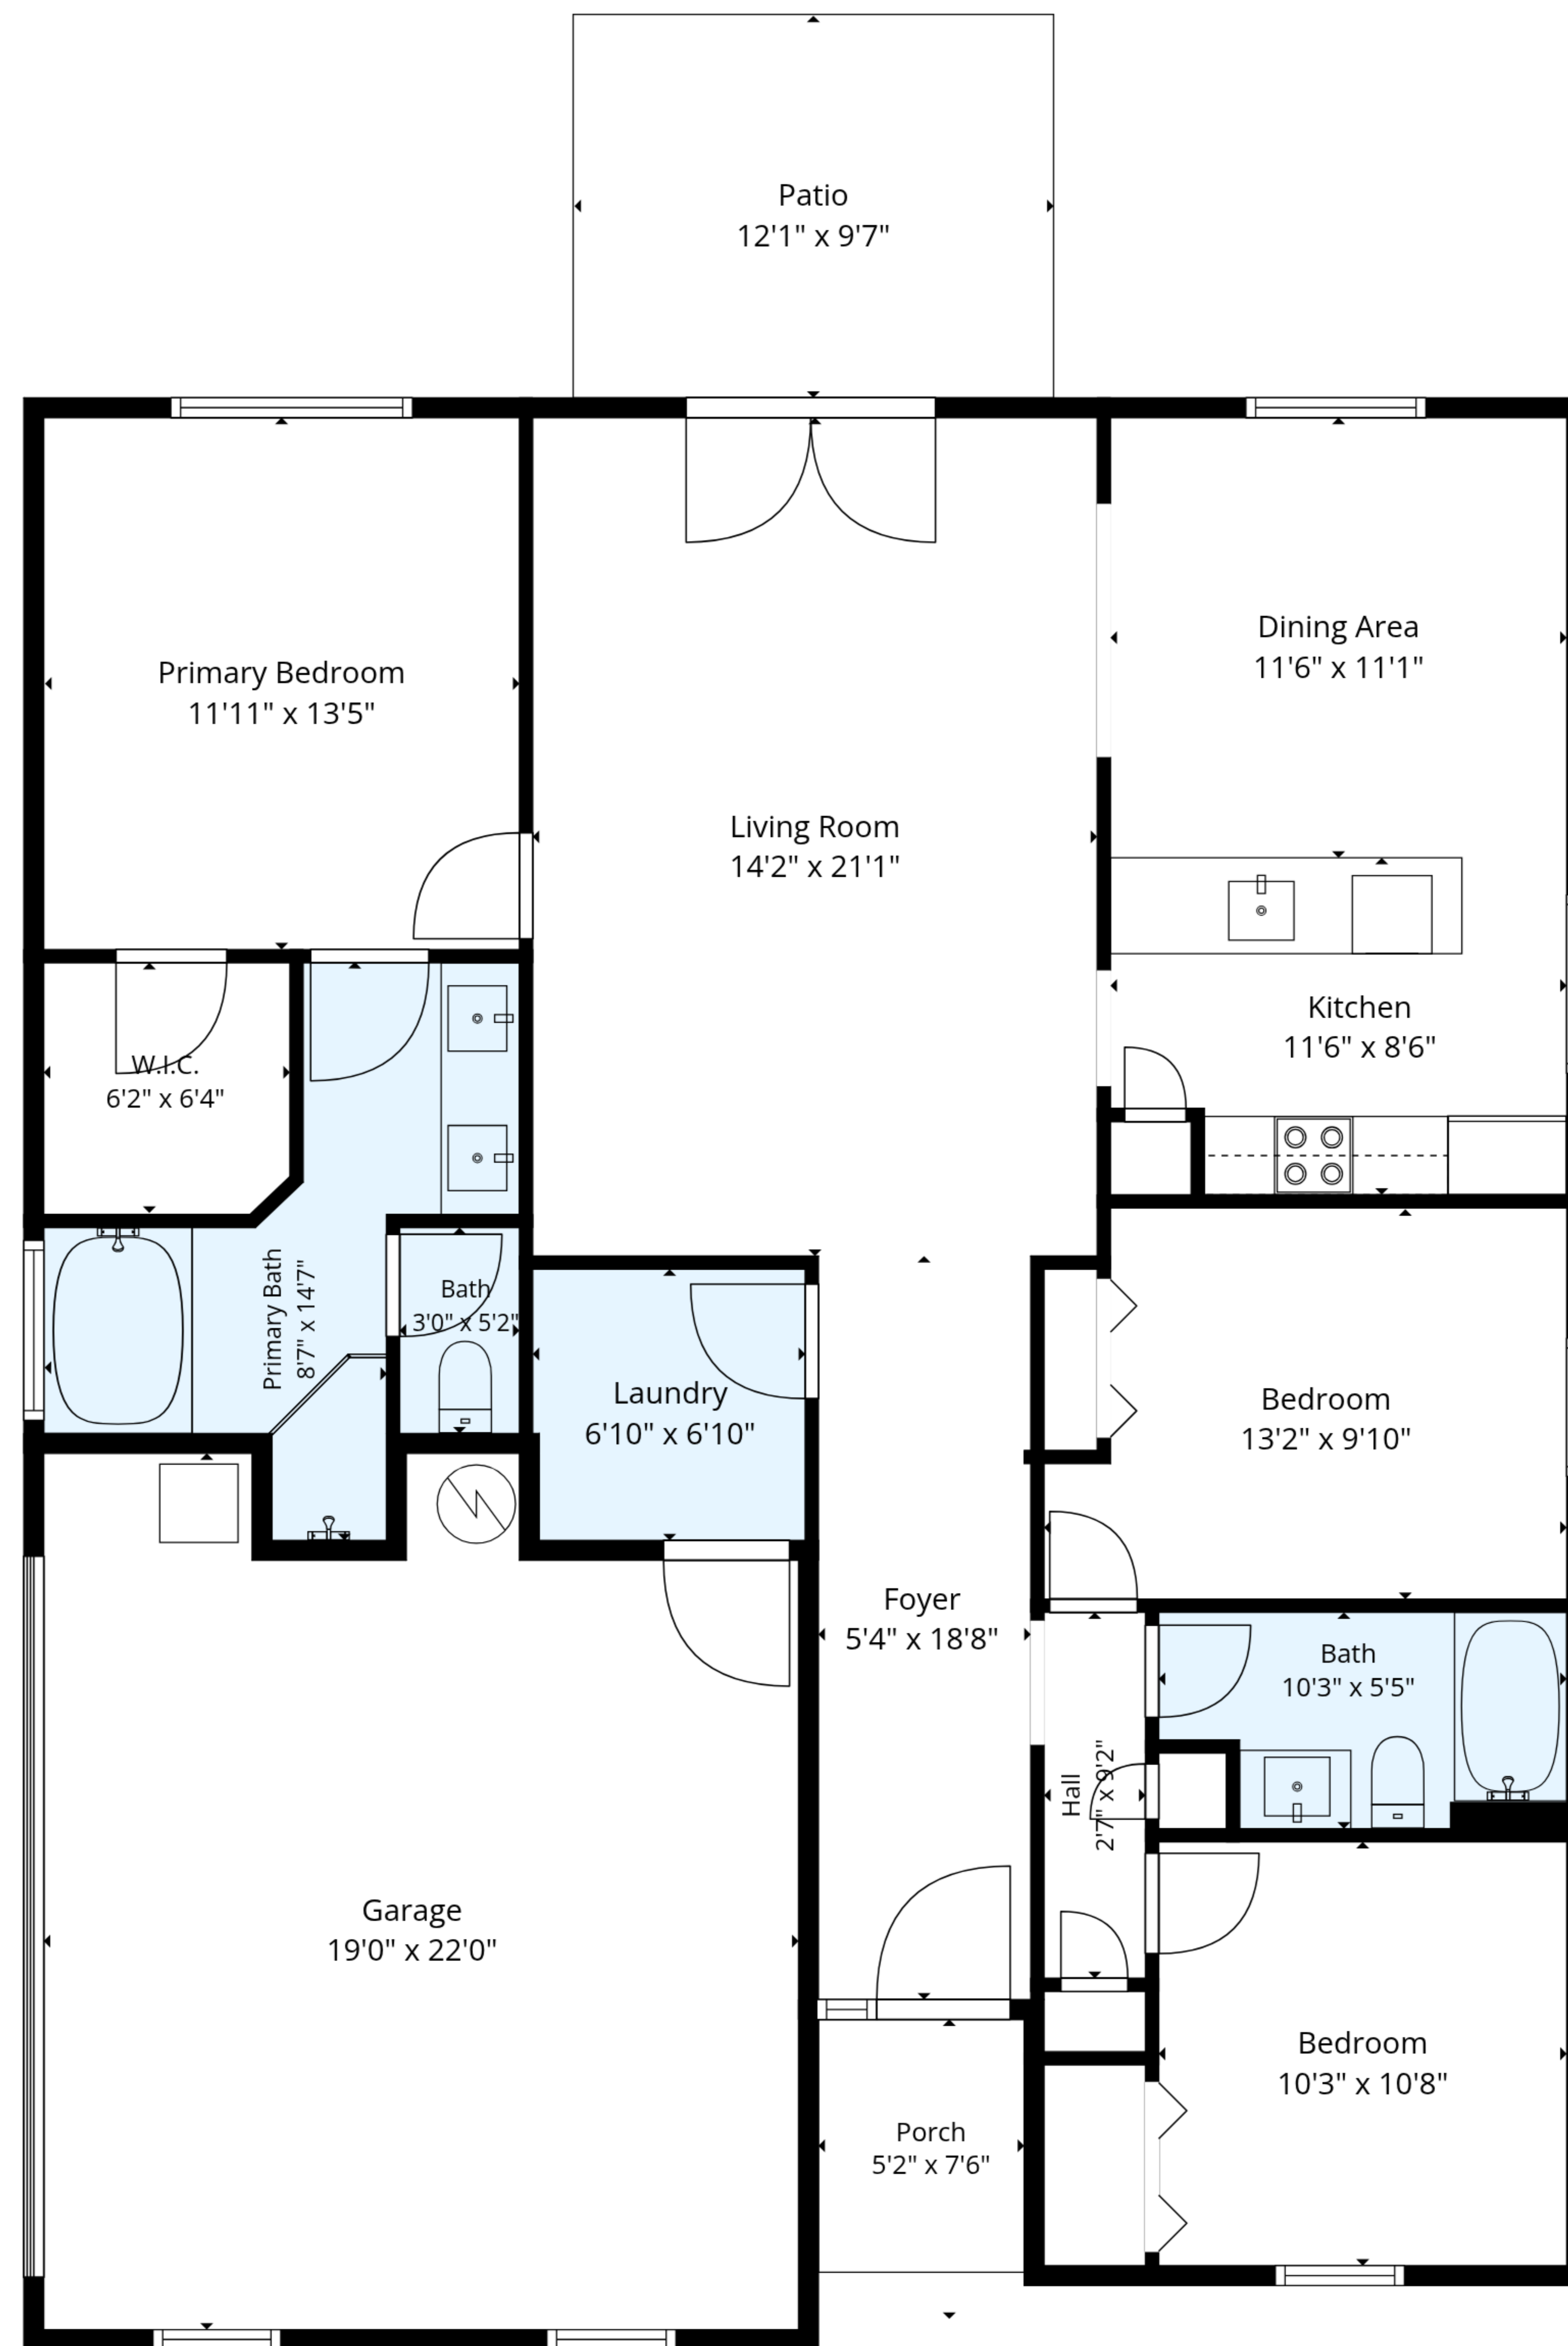 Patio
12'1" x 9'7"
Primary Bedroom
11'11" x 13'5"
Living Room
14'2" x 21'1"
Dining Area
11'6" x 11'1"
Kitchen
11'6" x 8'6"
W.I.C.
6'2" x 6'4"
Primary Bath
8'7" x 14'7"
Bath
3'0" x 5'2"
Laundry
6'10" x 6'10"
Bedroom
13'2" x 9'10"
Foyer
5'4" x 18'8"
Bath
10'3" x 5'5"
Hall
2'7" x 9'2"
Garage
19'0" x 22'0"
Bedroom
10'3" x 10'8"
Porch
5'2" x 7'6"